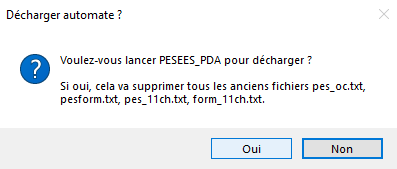 Décharger automate ?
Voulez-vous lancer PESEES_PDA pour décharger ?
Si oui, cela va supprimer tous les anciens fichiers pes_oc.txt,
pesform.txt, pes_11ch.txt, form_11ch.txt.
Oui Non